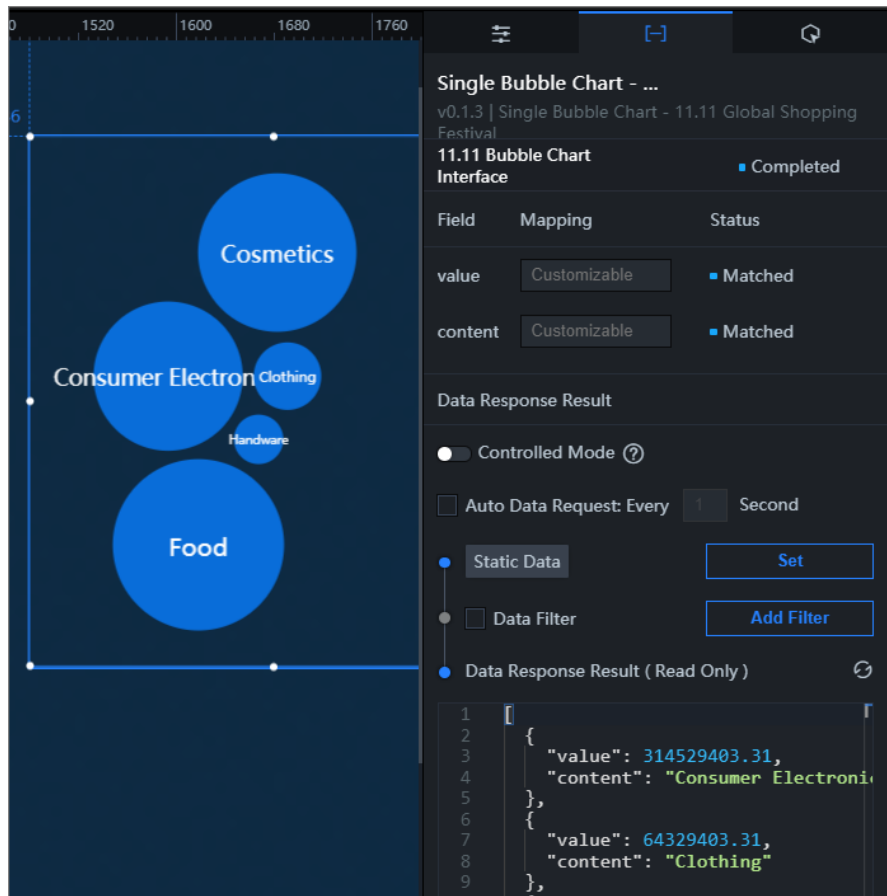 0 1520 1600 1680 1760
6
Cosmetics
Consumer Electron
Clothing
Handware
Food
Single Bubble Chart - ...
v0.1.3 | Single Bubble Chart - 11.11 Global Shopping
Festival
11.11 Bubble Chart
Interface
Completed
Field Mapping Status
value Customizable Matched
content Customizable Matched
Data Response Result
Controlled Mode ?
Auto Data Request: Every 1 Second
Static Data Set
Data Filter Add Filter
Data Response Result ( Read Only )
1 [
2 {
3 "value": 314529403.31,
4 "content": "Consumer Electroni
5 },
6 {
7 "value": 64329403.31,
8 "content": "Clothing"
9 },